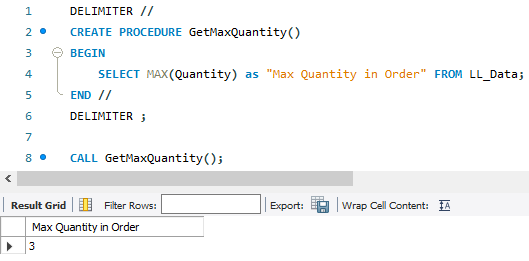 1 DELIMITER //
2 CREATE PROCEDURE GetMaxQuantity()
3 BEGIN
4 SELECT MAX(Quantity) as "Max Quantity in Order" FROM LL_Data;
5 END //
6 DELIMITER ;
7
8 CALL GetMaxQuantity();
Result Grid Filter Rows: Export: Wrap Cell Content:
Max Quantity in Order
3